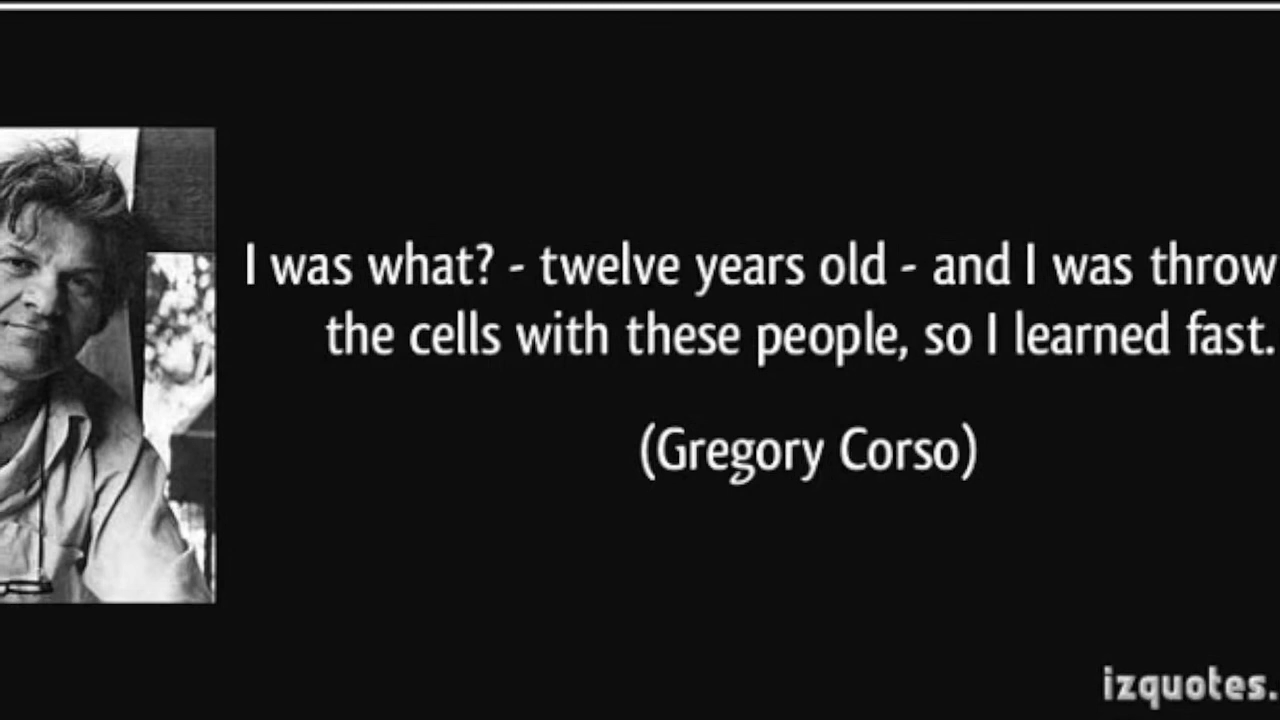 I was what? - twelve years old - and I was throw
the cells with these people, so I learned fast.
(Gregory Corso)
izquotes.